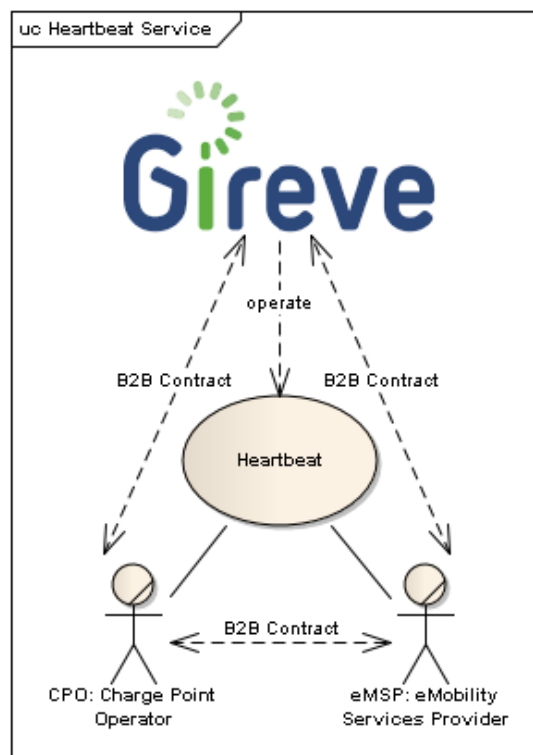 uc Heartbeat Service
Gireve
operate
B2B Contract
B2B Contract
Heartbeat
B2B Contract
CPO: Charge Point
Operator
eMSP: eMobility
Services Provider